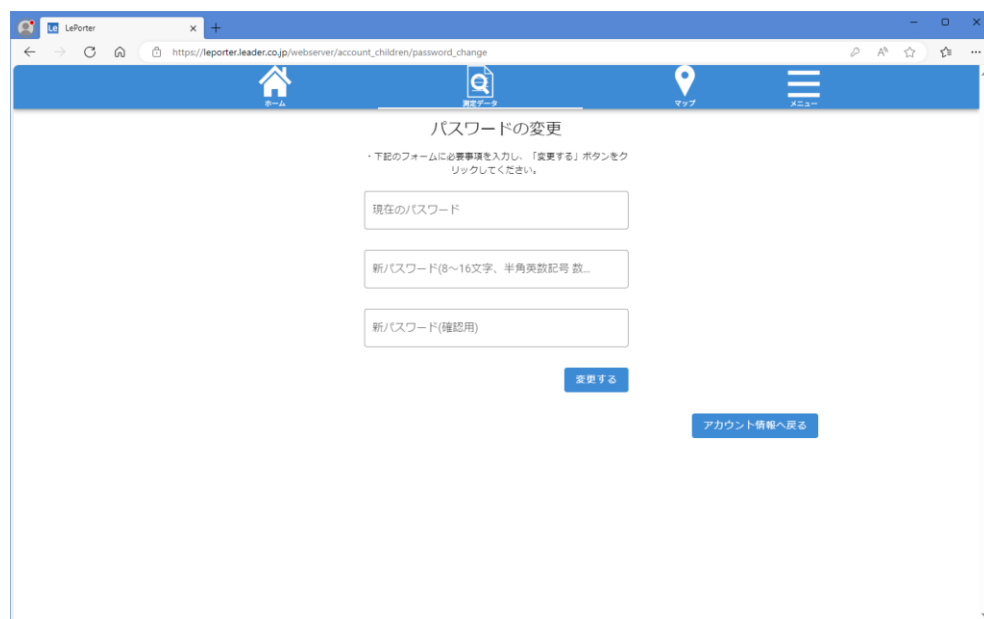 Le LePorter
https://leporter.leader.co.jp/webserver/account_children/password_change
ホーム 測定データ マップ メニュー
パスワードの変更
・下記のフォームに必要事項を入力し、「変更する」ボタンをク
リックしてください。
現在のパスワード
新パスワード(8～16文字、半角英数記号 数...
新パスワード(確認用)
変更する
アカウント情報へ戻る